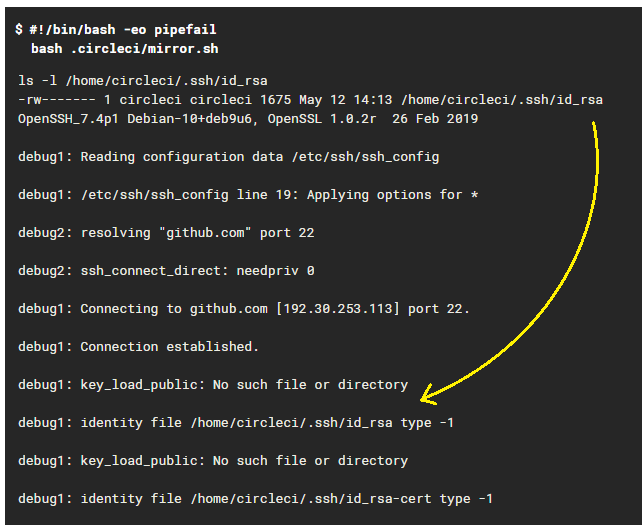 $ #!/bin/bash -eo pipefail
bash .circleci/mirror.sh
ls -l /home/circleci/.ssh/id_rsa
-rw------- 1 circleci circleci 1675 May 12 14:13 /home/circleci/.ssh/id_rsa
OpenSSH_7.4p1 Debian-10+deb9u6, OpenSSL 1.0.2r  26 Feb 2019
debug1: Reading configuration data /etc/ssh/ssh_config
debug1: /etc/ssh/ssh_config line 19: Applying options for *
debug2: resolving "github.com" port 22
debug2: ssh_connect_direct: needpriv 0
debug1: Connecting to github.com [192.30.253.113] port 22.
debug1: Connection established.
debug1: key_load_public: No such file or directory
debug1: identity file /home/circleci/.ssh/id_rsa type -1
debug1: key_load_public: No such file or directory
debug1: identity file /home/circleci/.ssh/id_rsa-cert type -1